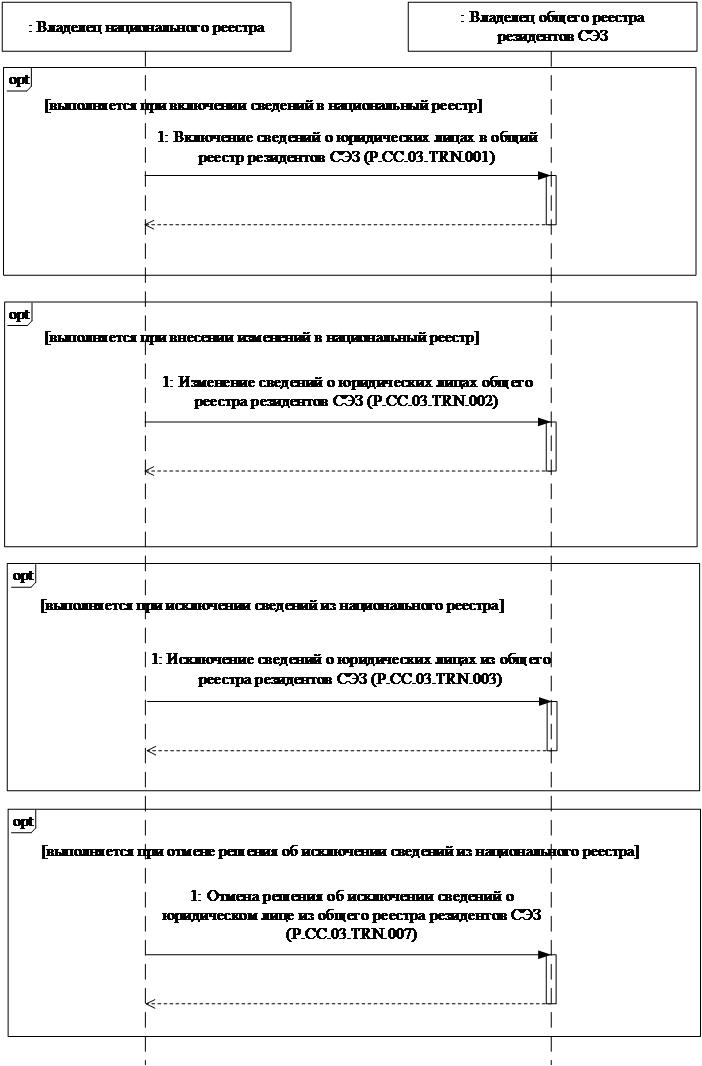 : Владелец национального реестра
: Владелец общего реестра
резидентов СЭЗ
opt
[выполняется при включении сведений в национальный реестр]
1: Включение сведений о юридических лицах в общий
реестр резидентов СЭЗ (P.CC.03.TRN.001)
opt
[выполняется при внесении изменений в национальный реестр]
1: Изменение сведений о юридических лицах общего
реестра резидентов СЭЗ (P.CC.03.TRN.002)
opt
[выполняется при исключении сведений из национального реестра]
1: Исключение сведений о юридических лицах из общего
реестра резидентов СЭЗ (P.CC.03.TRN.003)
opt
[выполняется при отмене решения об исключении сведений из национального реестра]
1: Отмена решения об исключении сведений о
юридическом лице из общего реестра резидентов СЭЗ
(P.CC.03.TRN.007)